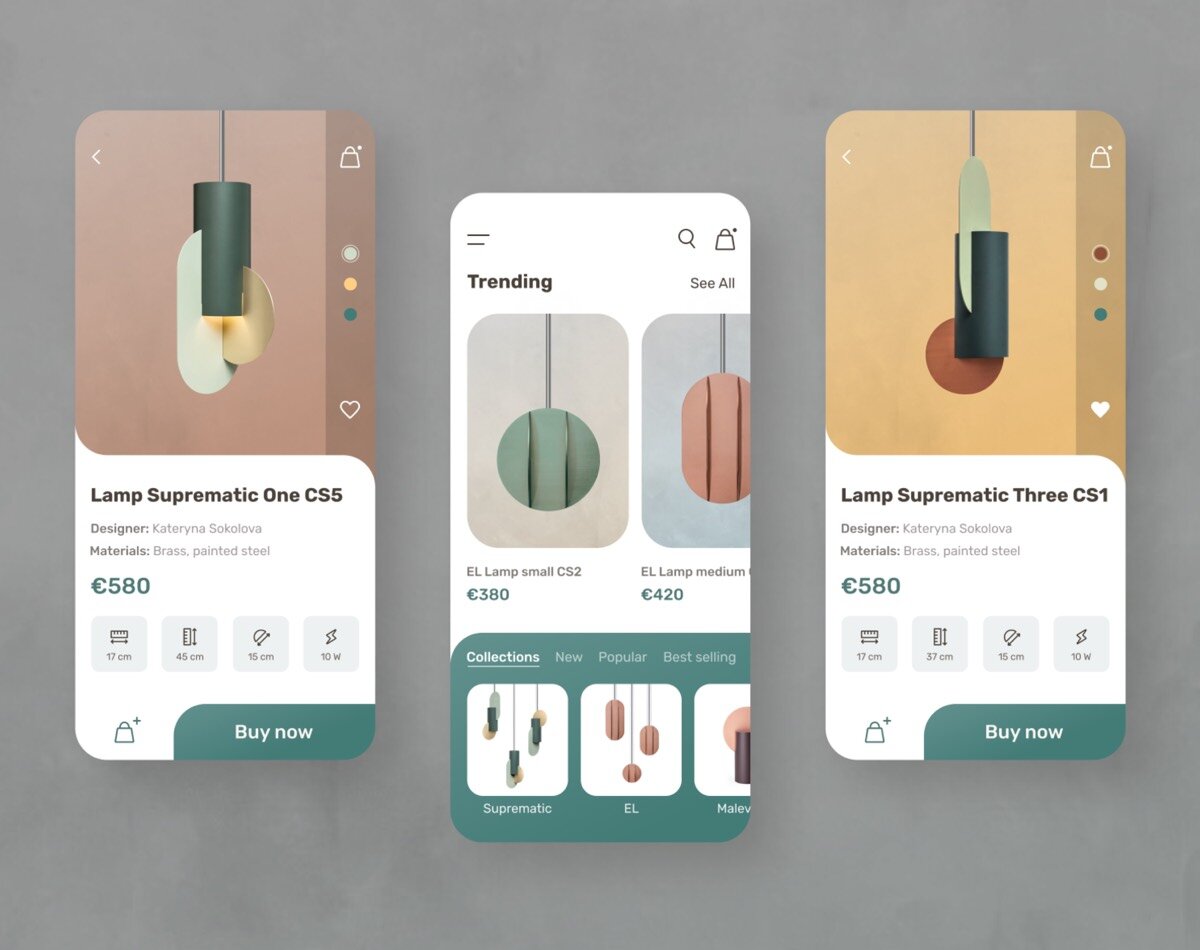 Lamp Suprematic One CS5
Designer: Kateryna Sokolova
Materials: Brass, painted steel
€580
17 cm
45 cm
15 cm
10 W
Buy now
Trending
See All
EL Lamp small CS2
€380
EL Lamp medium
€420
Collections
New
Popular
Best selling
Suprematic
EL
Malev
Lamp Suprematic Three CS1
Designer: Kateryna Sokolova
Materials: Brass, painted steel
€580
17 cm
37 cm
15 cm
10 W
Buy now